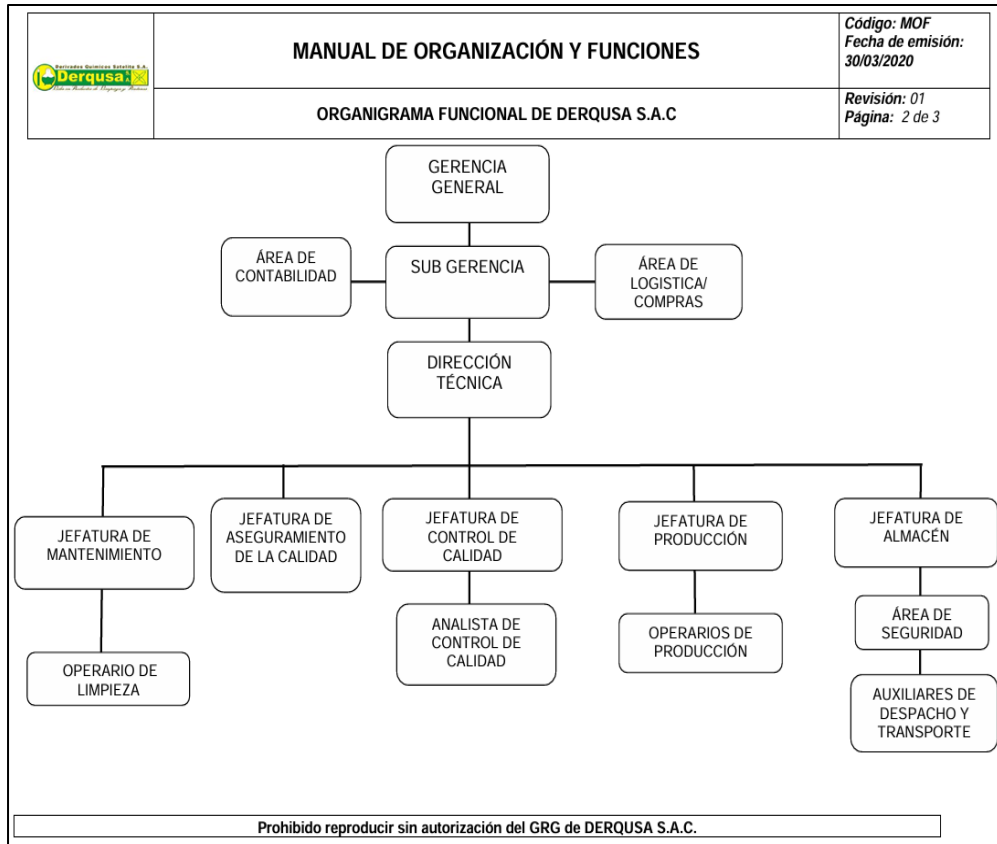 Derivados Químicos Satelite S.A.
Derqusa
MANUAL DE ORGANIZACIÓN Y FUNCIONES
Código: MOF
Fecha de emisión:
30/03/2020
ORGANIGRAMA FUNCIONAL DE DERQUSA S.A.C
Revisión: 01
Página: 2 de 3
GERENCIA
GENERAL
ÁREA DE
CONTABILIDAD
SUB GERENCIA
ÁREA DE
LOGISTICA/
COMPRAS
DIRECCIÓN
TÉCNICA
JEFATURA DE
MANTENIMIENTO
JEFATURA DE
ASEGURAMIENTO
DE LA CALIDAD
JEFATURA DE
CONTROL DE
CALIDAD
JEFATURA DE
PRODUCCIÓN
JEFATURA DE
ALMACÉN
OPERARIO DE
LIMPIEZA
ANALISTA DE
CONTROL DE
CALIDAD
OPERARIOS DE
PRODUCCIÓN
ÁREA DE
SEGURIDAD
AUXILIARES DE
DESPACHO Y
TRANSPORTE
Prohibido reproducir sin autorización del GRG de DERQUSA S.A.C.